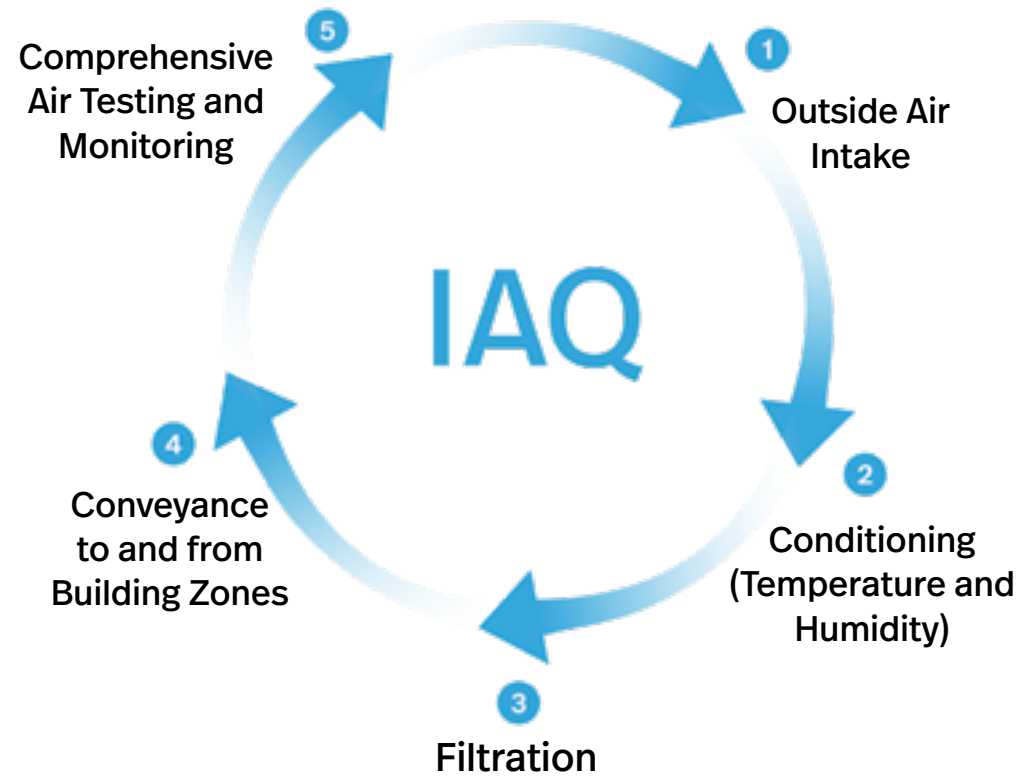 5
Comprehensive
Air Testing and
Monitoring
1
Outside Air
Intake
IAQ
4
Conveyance
to and from
Building Zones
2
Conditioning
(Temperature and
Humidity)
3
Filtration